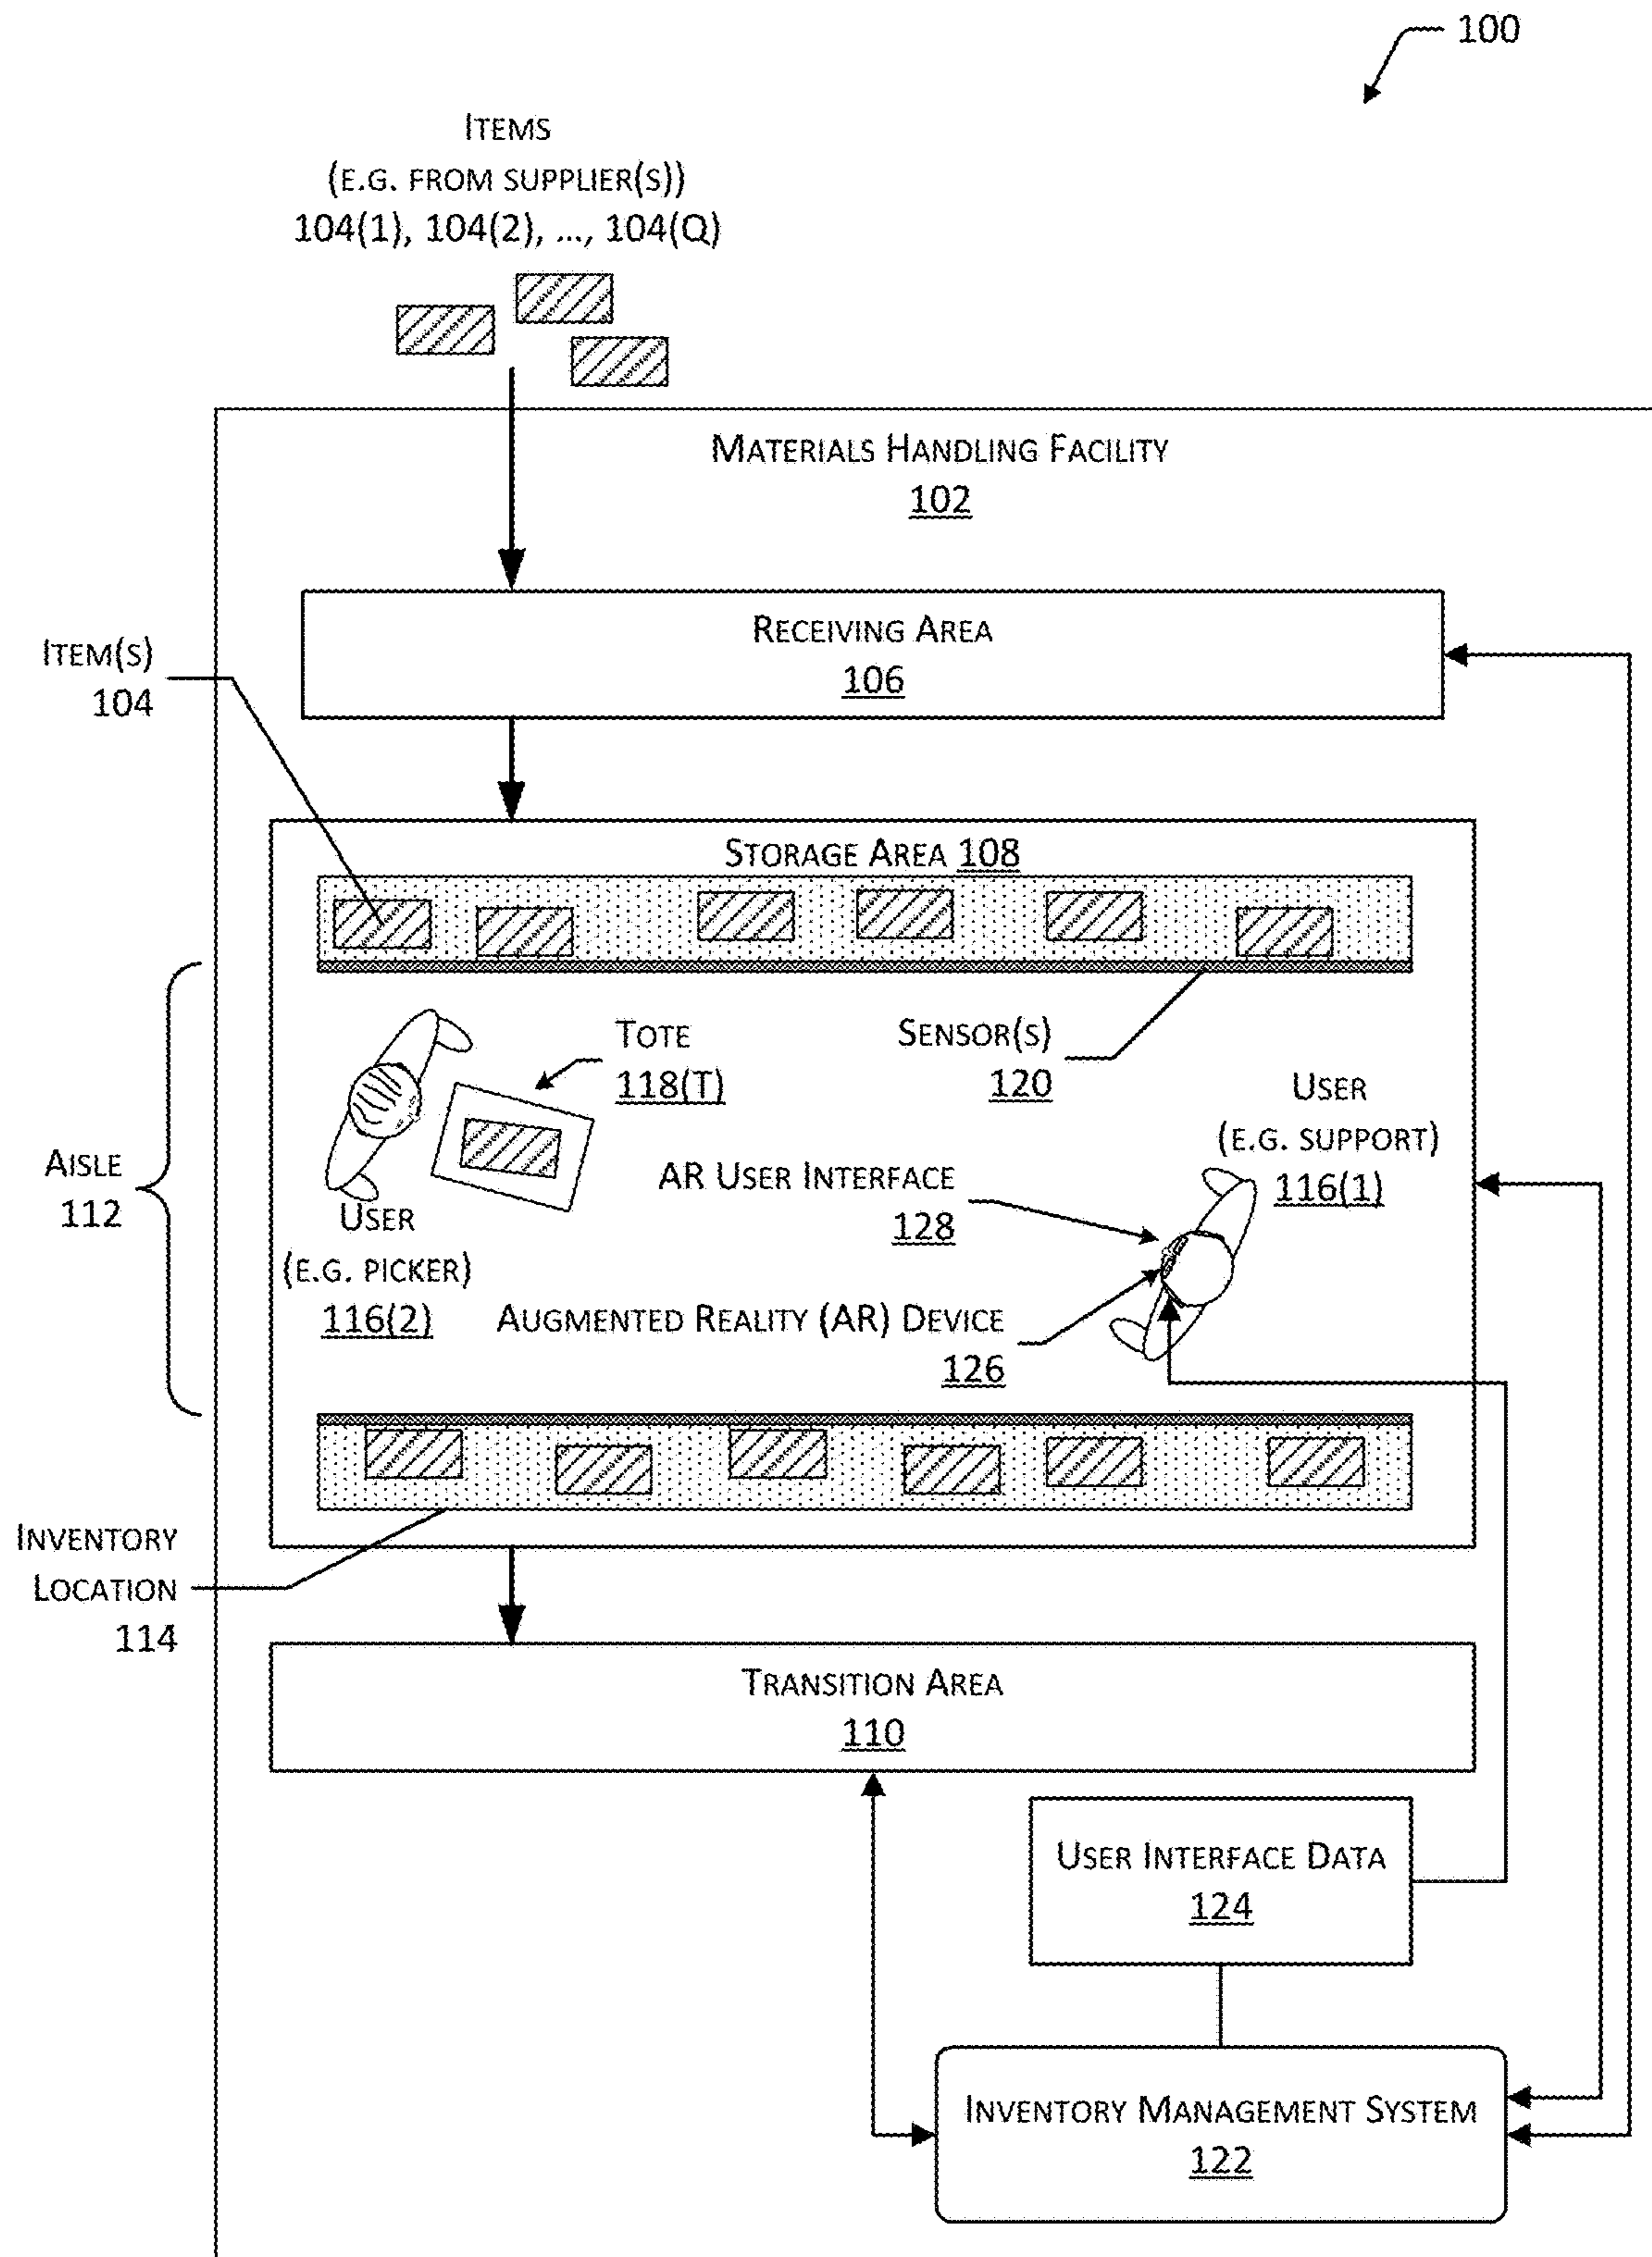 100
ITEMS
(E.G. FROM SUPPLIER(S))
104(1), 104(2), ..., 104(Q)
MATERIALS HANDLING FACILITY
102
RECEIVING AREA
106
ITEM(S)
104
STORAGE AREA 108
TOTE
118(T)
SENSOR(S)
120
USER
(E.G. SUPPORT)
116(1)
AISLE
112
AR USER INTERFACE
128
USER
(E.G. PICKER)
116(2)
AUGMENTED REALITY (AR) DEVICE
126
INVENTORY
LOCATION
114
TRANSITION AREA
110
USER INTERFACE DATA
124
INVENTORY MANAGEMENT SYSTEM
122